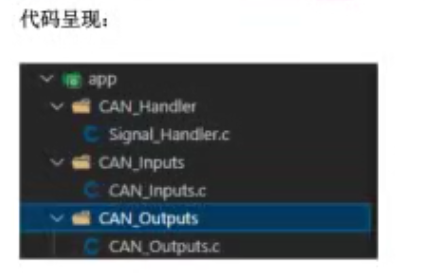 代码呈现：
app
CAN_Handler
Signal_Handler.c
CAN_Inputs
CAN_Inputs.c
CAN_Outputs
CAN_Outputs.c